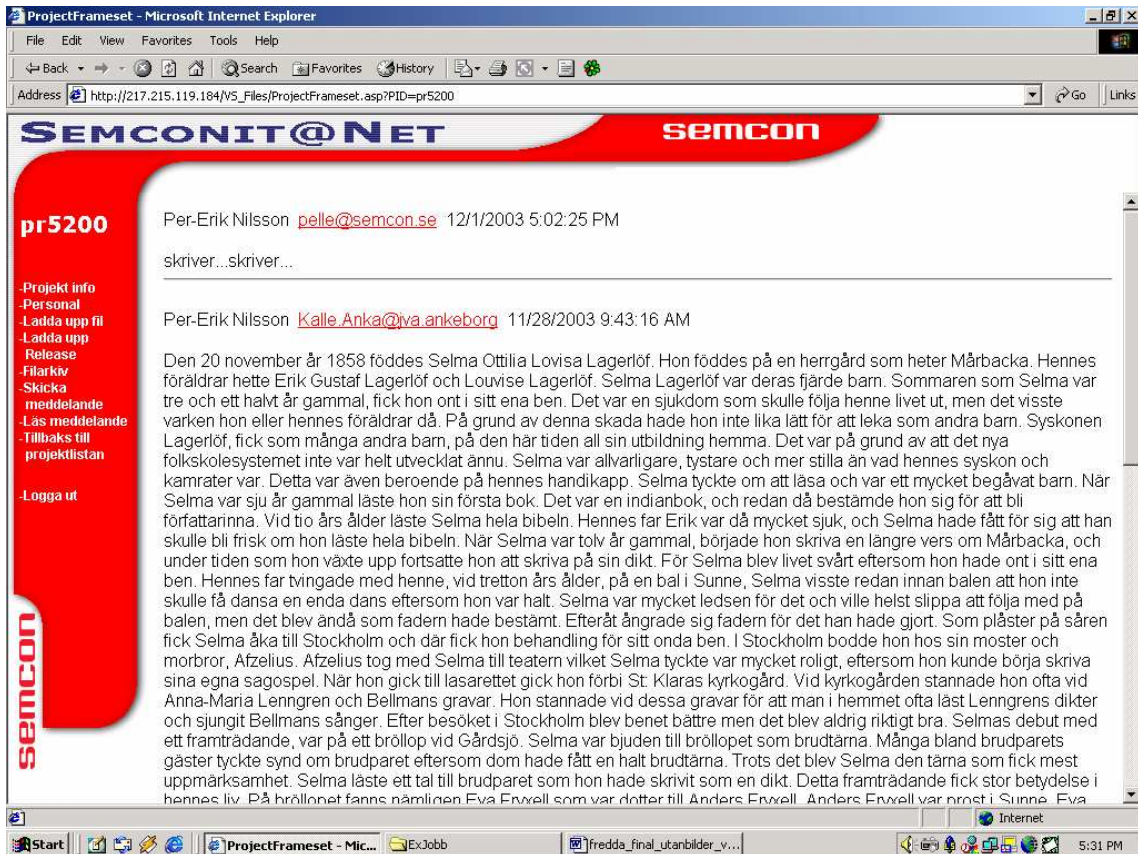 ProjectFrameset - Microsoft Internet Explorer
File Edit View Favorites Tools Help
Back Search Favorites History
Address http://217.215.119.184/VS_Files/ProjectFrameset.asp?PID=pr5200 Go Links
SEMCONIT@NET semcon
pr5200
-Projekt info
-Personal
-Ladda upp fil
-Ladda upp
Release
-Filarkiv
-Skicka
meddelande
-Läs meddelande
-Tillbaks till
projektlistan
-Logga ut
semcon
Per-Erik Nilsson pelle@semcon.se 12/1/2003 5:02:25 PM
skriver...skriver...
Per-Erik Nilsson Kalle.Anka@jva.ankeborg 11/28/2003 9:43:16 AM
Den 20 november år 1858 föddes Selma Ottilia Lovisa Lagerlöf. Hon föddes på en herrgård som heter Mårbacka. Hennes
föräldrar hette Erik Gustaf Lagerlöf och Louvise Lagerlöf. Selma Lagerlöf var deras fjärde barn. Sommaren som Selma var
tre och ett halvt år gammal, fick hon ont i sitt ena ben. Det var en sjukdom som skulle följa henne livet ut, men det visste
varken hon eller hennes föräldrar då. På grund av denna skada hade hon inte lika lätt för att leka som andra barn. Syskonen
Lagerlöf, fick som många andra barn, på den här tiden all sin utbildning hemma. Det var på grund av att det nya
folkskolesystemet inte var helt utvecklat ännu. Selma var allvarligare, tystare och mer stilla än vad hennes syskon och
kamrater var. Detta var även beroende på hennes handikapp. Selma tyckte om att läsa och var ett mycket begåvat barn. När
Selma var sju år gammal läste hon sin första bok. Det var en indianbok, och redan då bestämde hon sig för att bli
författarinna. Vid tio års ålder läste Selma hela bibeln. Hennes far Erik var då mycket sjuk, och Selma hade fått för sig att han
skulle bli frisk om hon läste hela bibeln. När Selma var tolv år gammal, började hon skriva en längre vers om Mårbacka, och
under tiden som hon växte upp fortsatte hon att skriva på sin dikt. För Selma blev livet svårt eftersom hon hade ont i sitt ena
ben. Hennes far tvingade med henne, vid tretton års ålder, på en bal i Sunne, Selma visste redan innan balen att hon inte
skulle få dansa en enda dans eftersom hon var halt. Selma var mycket ledsen för det och ville helst slippa att följa med på
balen, men det blev ändå som fadern hade bestämt. Efteråt ångrade sig fadern för det han hade gjort. Som plåster på såren
fick Selma åka till Stockholm och där fick hon behandling för sitt onda ben. I Stockholm bodde hon hos sin moster och
morbror, Afzelius. Afzelius tog med Selma till teatern vilket Selma tyckte var mycket roligt, eftersom hon kunde börja skriva
sina egna sagospel. När hon gick till lasarettet gick hon förbi St: Klaras kyrkogård. Vid kyrkogården stannade hon ofta vid
Anna-Maria Lenngren och Bellmans gravar. Hon stannade vid dessa gravar för att man i hemmet ofta läst Lenngrens dikter
och sjungit Bellmans sånger. Efter besöket i Stockholm blev benet bättre men det blev aldrig riktigt bra. Selmas debut med
ett framträdande, var på ett bröllop vid Gårdsjö. Selma var bjuden till bröllopet som brudtärna. Många bland brudparets
gäster tyckte synd om brudparet eftersom dom hade fått en halt brudtärna. Trots det blev Selma den tärna som fick mest
uppmärksamhet. Selma läste ett tal till brudparet som hon hade skrivit som en dikt. Detta framträdande fick stor betydelse i
hennes liv. På bröllopet fanns nämligen Eva Fryxell som var dotter till Anders Fryxell. Anders Fryxell var prost i Sunne. Eva
Internet
Start ProjectFrameset - Mic... ExJobb fredda_final_utanbilder_v... 5:31 PM